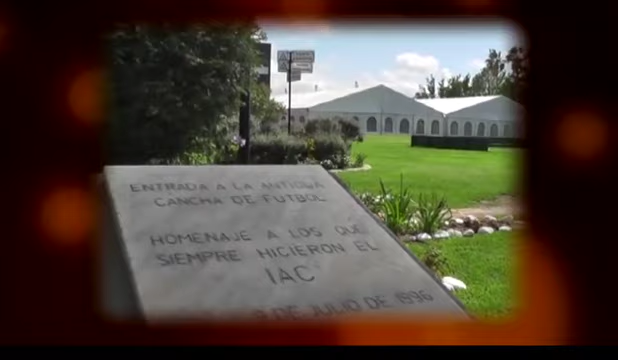 ENTRADA A LA ANTIGUA
CANCHA DE FUTBOL
HOMENAJE A LOS QUE
SIEMPRE HICIERON EL
IAC
DE JULIO DE 1996